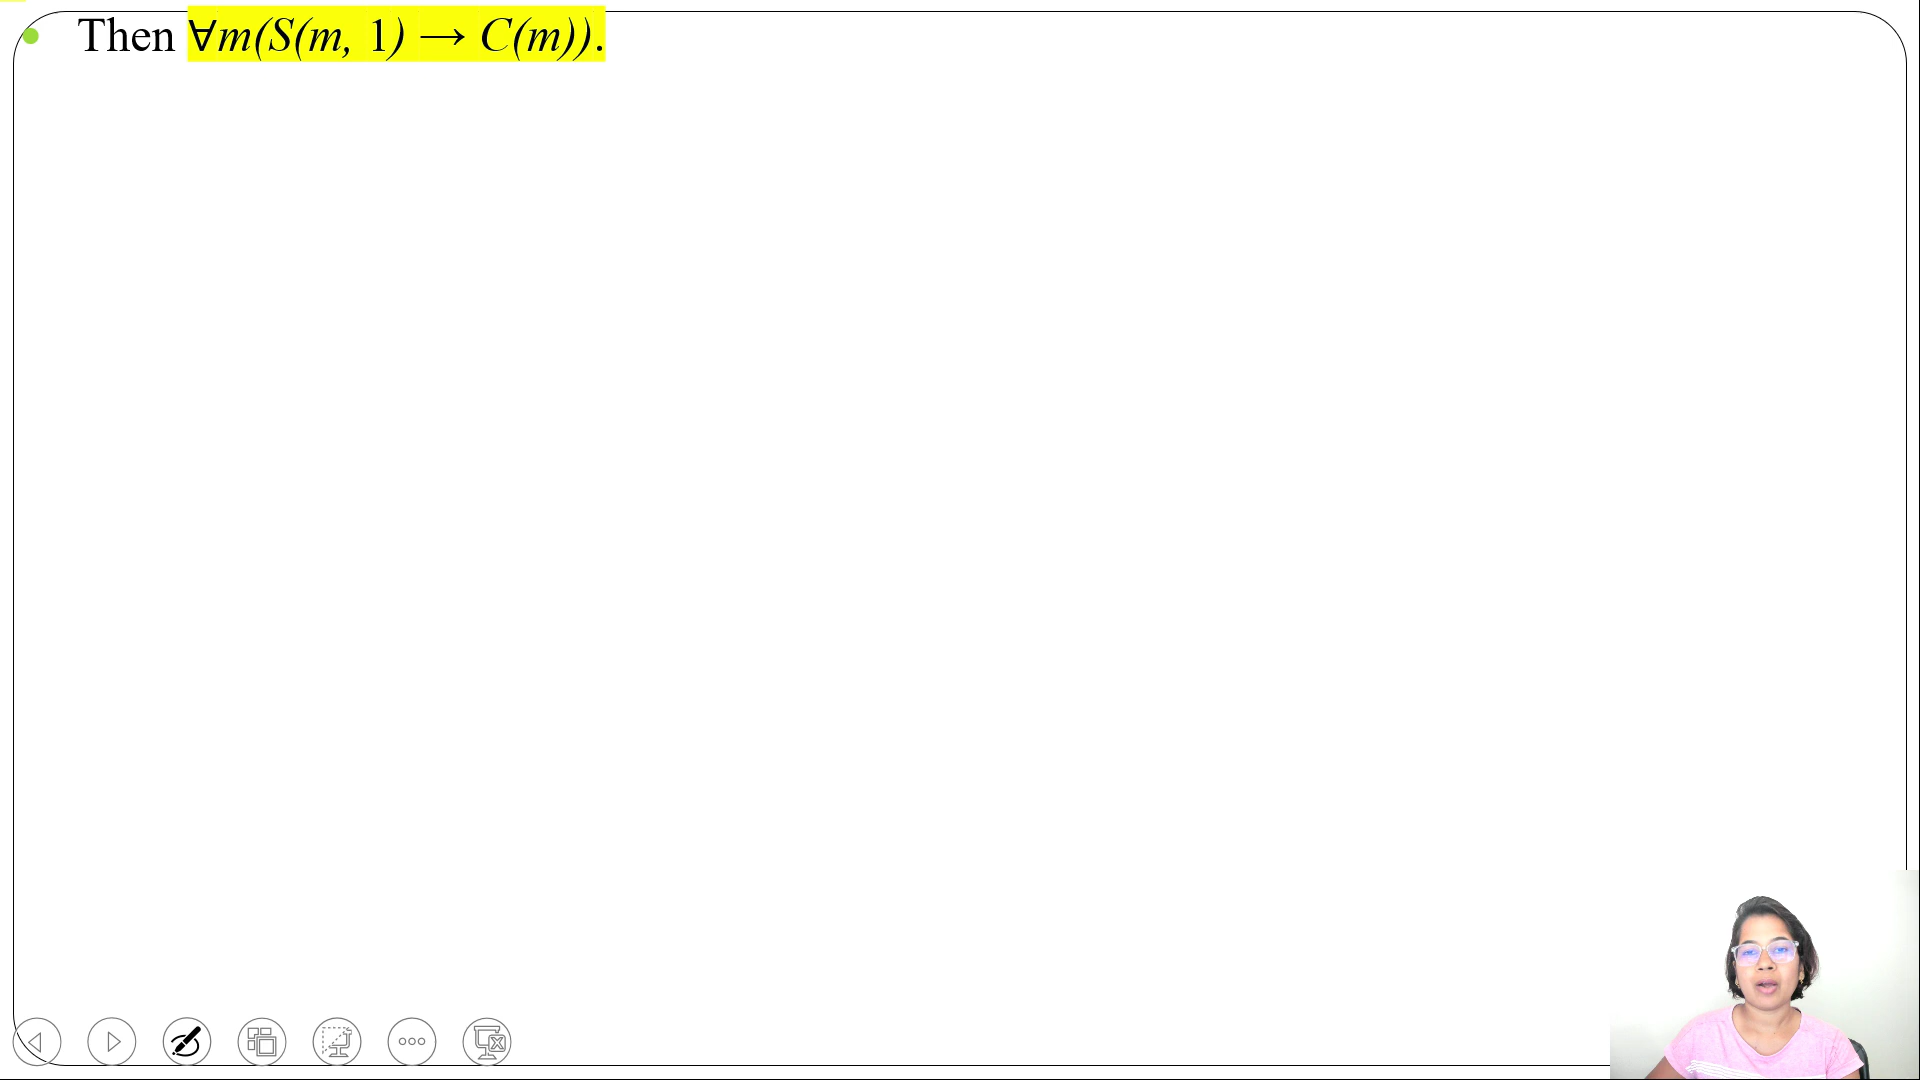 Then ∀m(S(m, 1) → C(m)).